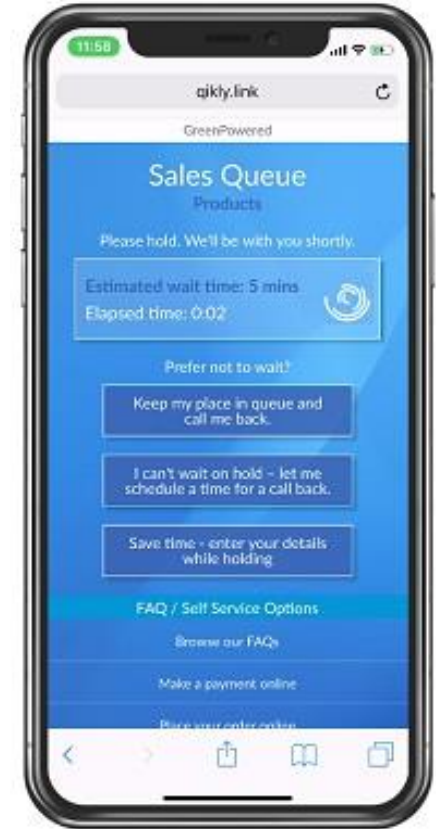 11:58
qikly.link
GreenPowered
Sales Queue
Products
Please hold. We'll be with you shortly.
Estimated wait time: 5 mins
Elapsed time: 0:02
Prefer not to wait?
Keep my place in queue and
call me back.
I can't wait on hold – let me
schedule a time for a call back.
Save time - enter your details
while holding
FAQ / Self Service Options
Browse our FAQs
Make a payment online
Place your order online